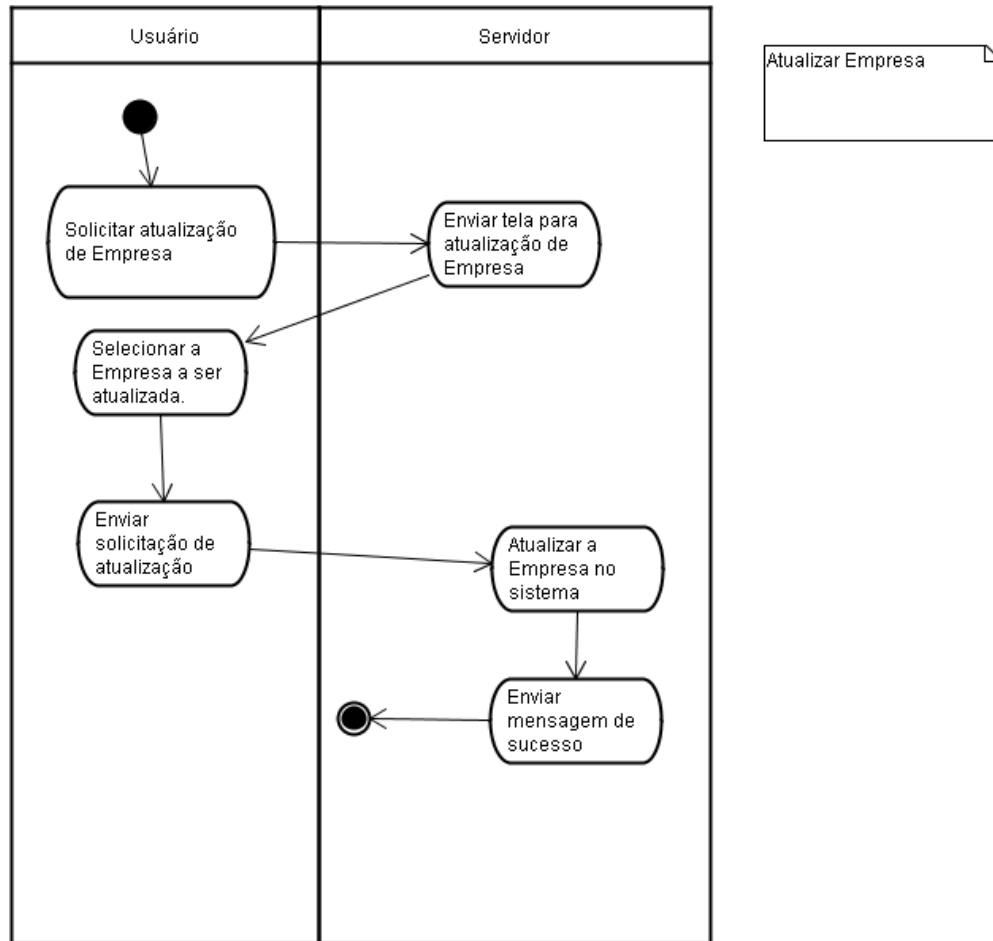 Usuário
Servidor
Atualizar Empresa
Solicitar atualização
de Empresa
Enviar tela para
atualização de
Empresa
Selecionar a
Empresa a ser
atualizada.
Enviar
solicitação de
atualização
Atualizar a
Empresa no
sistema
Enviar
mensagem de
sucesso